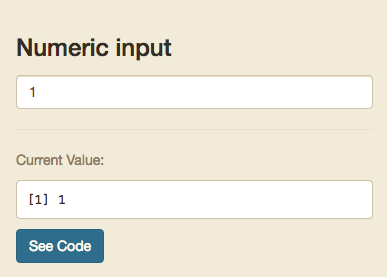 Numeric input
1
Current Value:
[1] 1
See Code